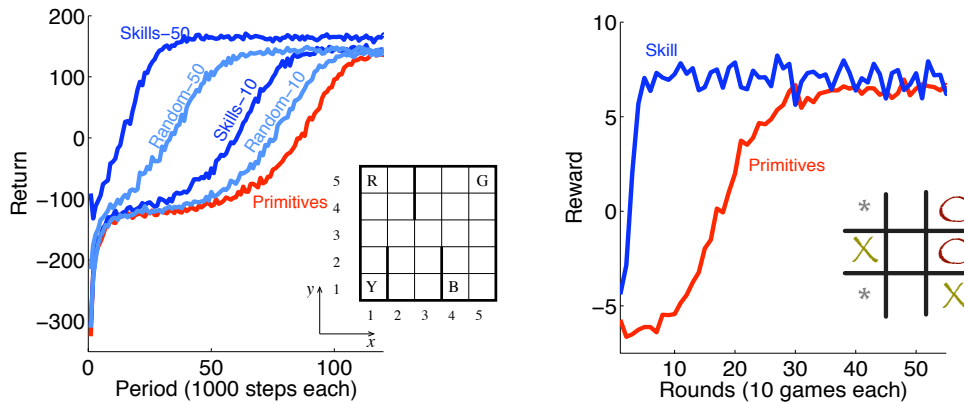 Skills-50
Random-50
Skills-10
Random-10
Primitives
Return
200
100
0
-100
-200
-300
0
50
100
Period (1000 steps each)
R
G
Y
B
5
4
3
2
1
1
2
3
4
5
y
x
Reward
10
5
0
-5
10
20
30
40
50
Rounds (10 games each)
Skill
Primitives
* O
X O
* X